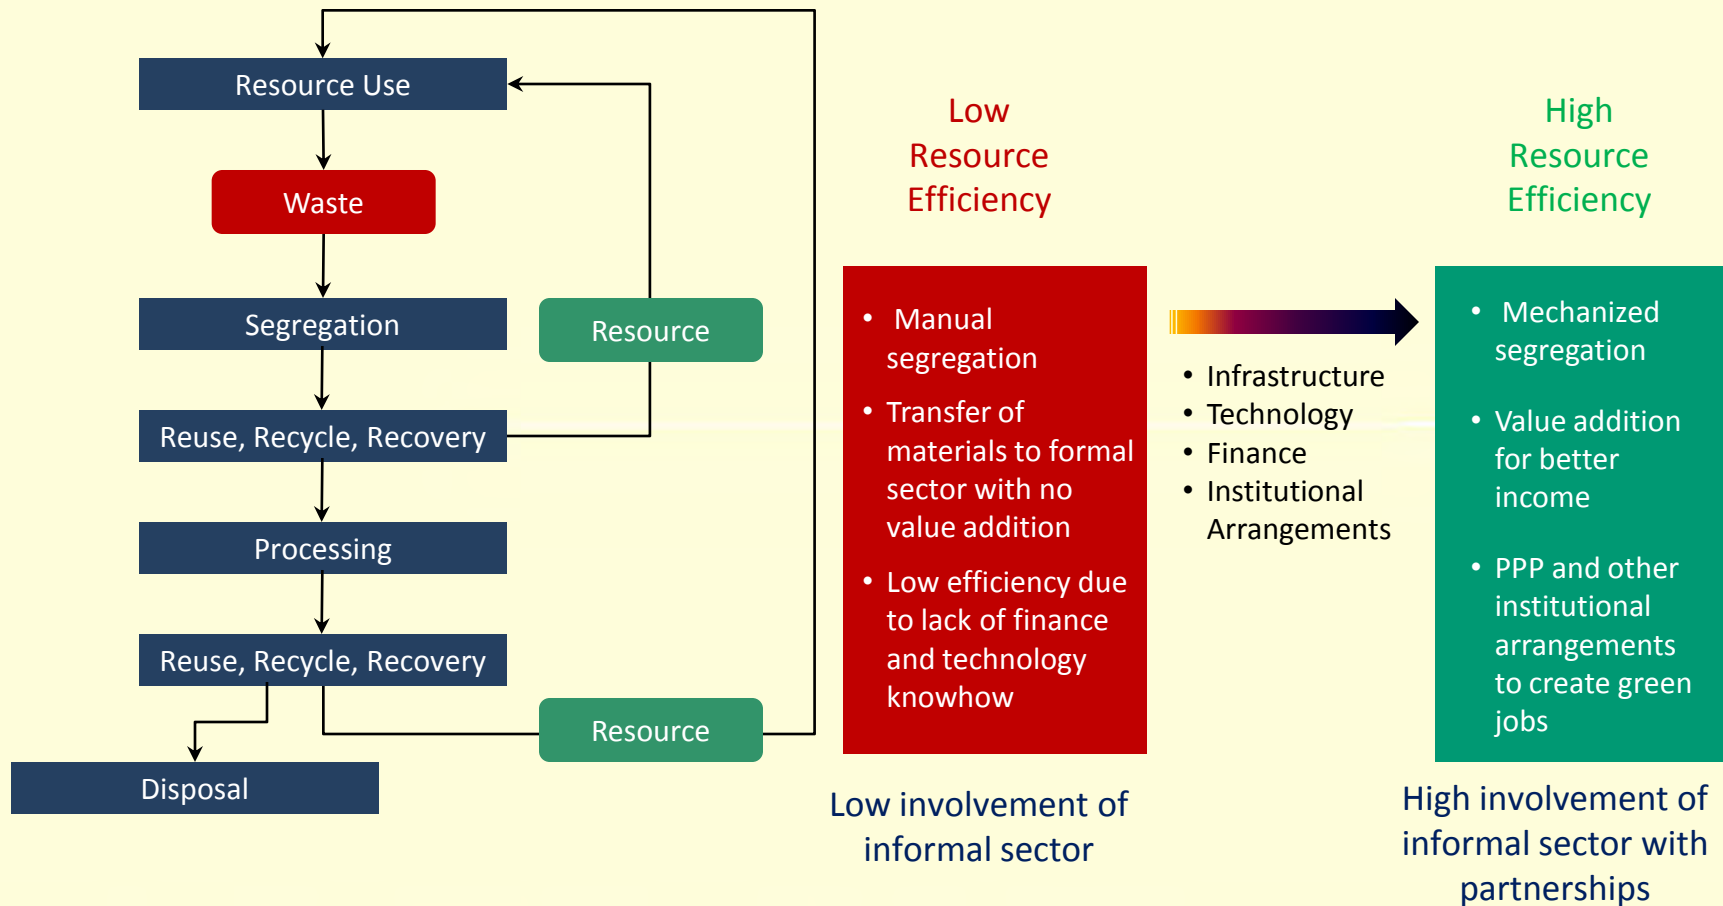 Resource Use
Waste
Segregation
Resource
Reuse, Recycle, Recovery
Processing
Reuse, Recycle, Recovery
Resource
Disposal
Low
Resource
Efficiency
• Manual
segregation
• Transfer of
materials to formal
sector with no
value addition
• Low efficiency due
to lack of finance
and technology
knowhow
Low involvement of
informal sector
• Infrastructure
• Technology
• Finance
• Institutional
Arrangements
High
Resource
Efficiency
• Mechanized
segregation
• Value addition
for better
income
• PPP and other
institutional
arrangements
to create green
jobs
High involvement of
informal sector with
partnerships